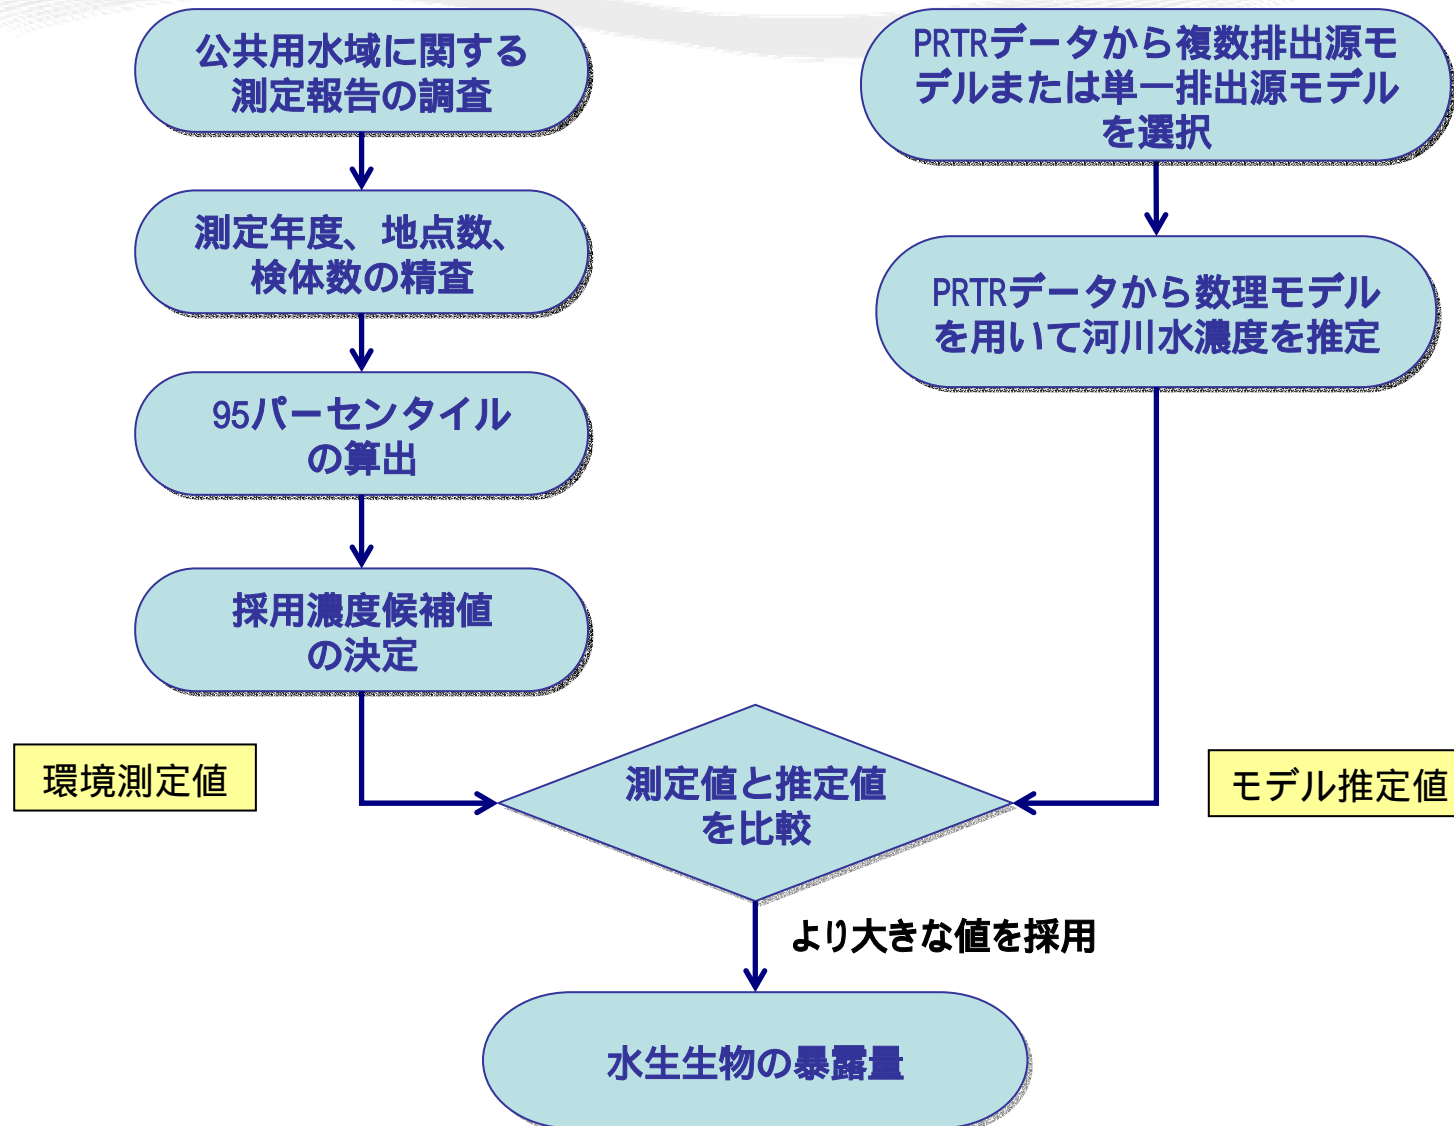 公共用水域に関する
測定報告の調査
測定年度、地点数、
検体数の精査
95パーセンタイル
の算出
採用濃度候補値
の決定
環境測定値
PRTRデータから複数排出源モ
デルまたは単一排出源モデル
を選択
PRTRデータから数理モデル
を用いて河川水濃度を推定
モデル推定値
測定値と推定値
を比較
より大きな値を採用
水生生物の暴露量